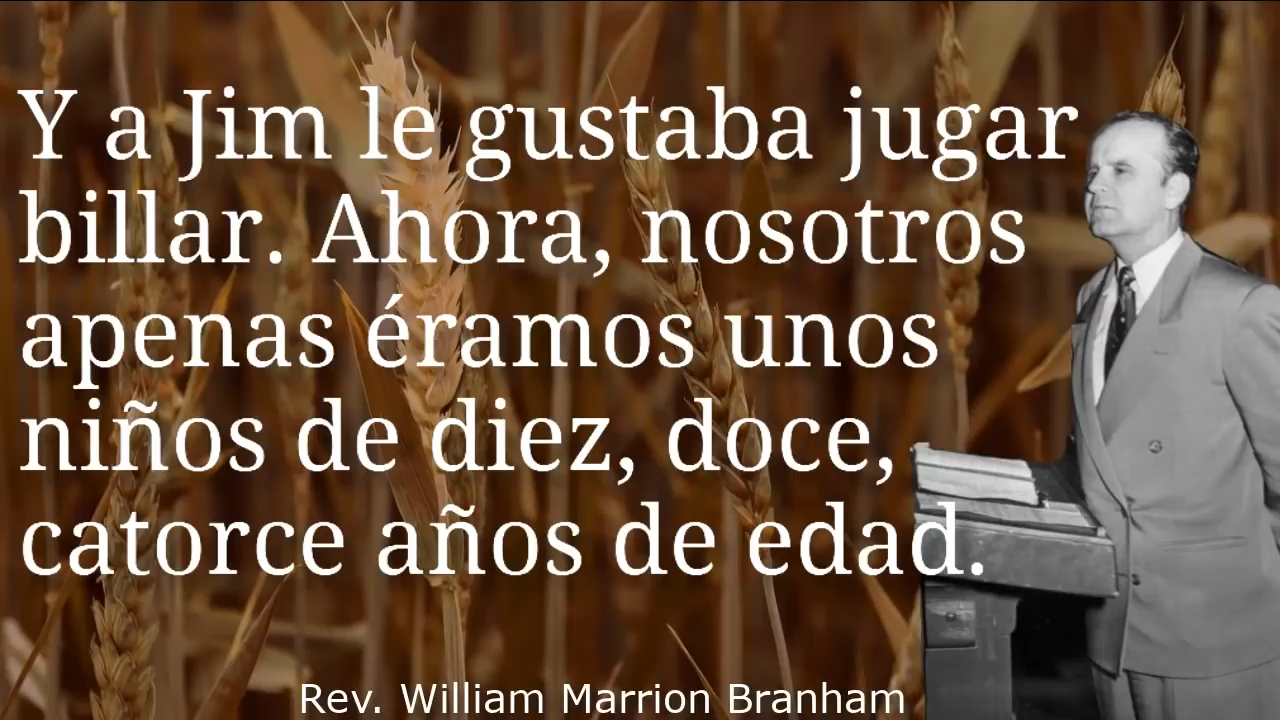 Y a Jim le gustaba jugar
billar. Ahora, nosotros
apenas éramos unos
niños de diez, doce,
catorce años de edad.
Rev. William Marrion Branham